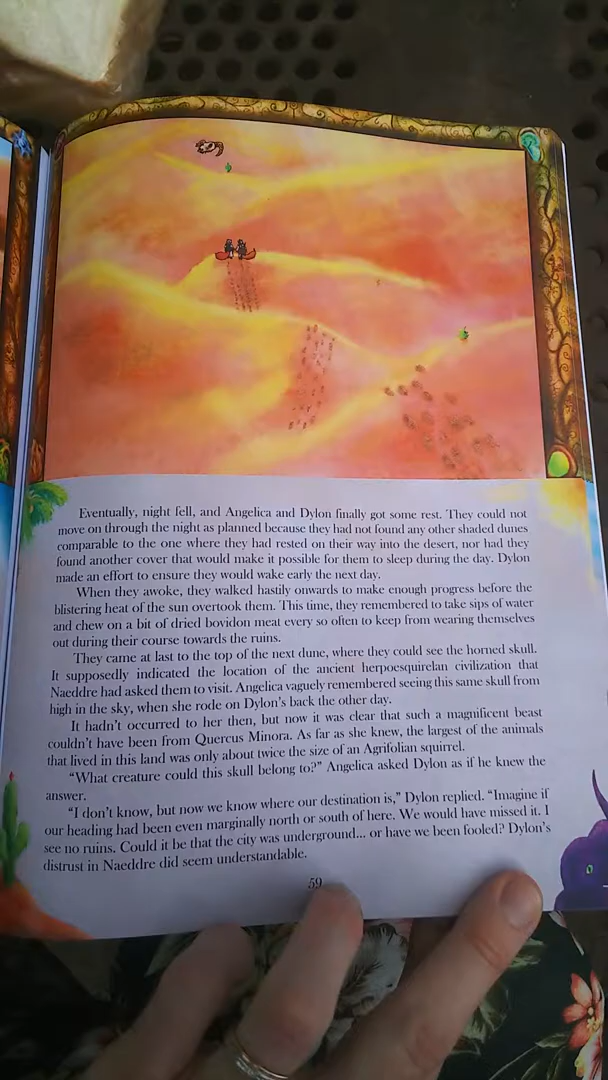 Eventually, night fell, and Angelica and Dylon finally got some rest. They could not
move on through the night as planned because they had not found any other shaded dunes
comparable to the one where they had rested on their way into the desert, nor had they
found another cover that would make it possible for them to sleep during the day. Dylon
made an effort to ensure they would wake early the next day.
When they awoke, they walked hastily onwards to make enough progress before the
blistering heat of the sun overtook them. This time, they remembered to take sips of water
and chew on a bit of dried bovidon meat every so often to keep from wearing themselves
out during their course towards the ruins.
They came at last to the top of the next dune, where they could see the horned skull.
It supposedly indicated the location of the ancient herpoesquirelan civilization that
Naeddre had asked them to visit. Angelica vaguely remembered seeing this same skull from
high in the sky, when she rode on Dylon's back the other day.
It hadn't occurred to her then, but now it was clear that such a magnificent beast
couldn't have been from Quercus Minora. As far as she knew, the largest of the animals
that lived in this land was only about twice the size of an Agrifolian squirrel.
“What creature could this skull belong to?” Angelica asked Dylon as if he knew the
answer.
“I don't know, but now we know where our destination is,” Dylon replied. “Imagine if
our heading had been even marginally north or south of here. We would have missed it. I
see no ruins. Could it be that the city was underground... or have we been fooled? Dylon's
distrust in Naeddre did seem understandable.
59